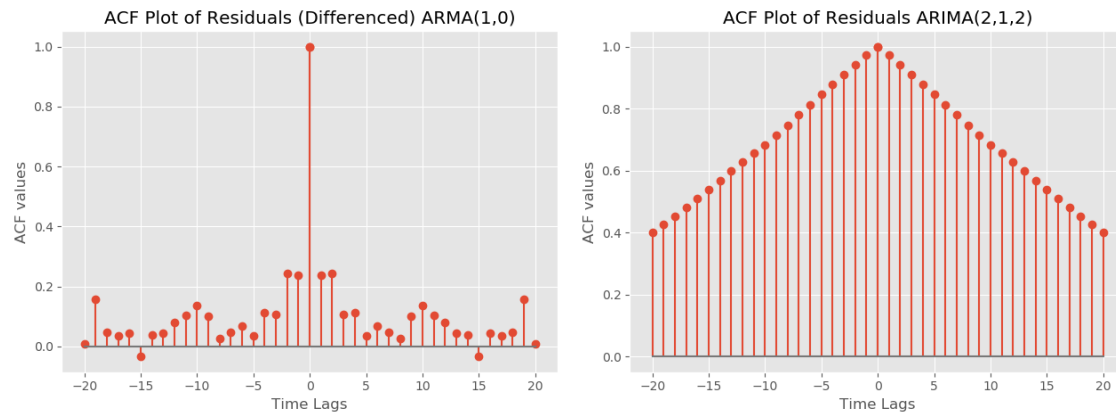 ACF Plot of Residuals (Differenced) ARMA(1,0)
1.0
0.8
0.6
0.4
0.2
0.0
ACF values
−20 −15 −10 −5 0 5 10 15 20
Time Lags
ACF Plot of Residuals ARIMA(2,1,2)
1.0
0.8
0.6
0.4
0.2
0.0
ACF values
−20 −15 −10 −5 0 5 10 15 20
Time Lags